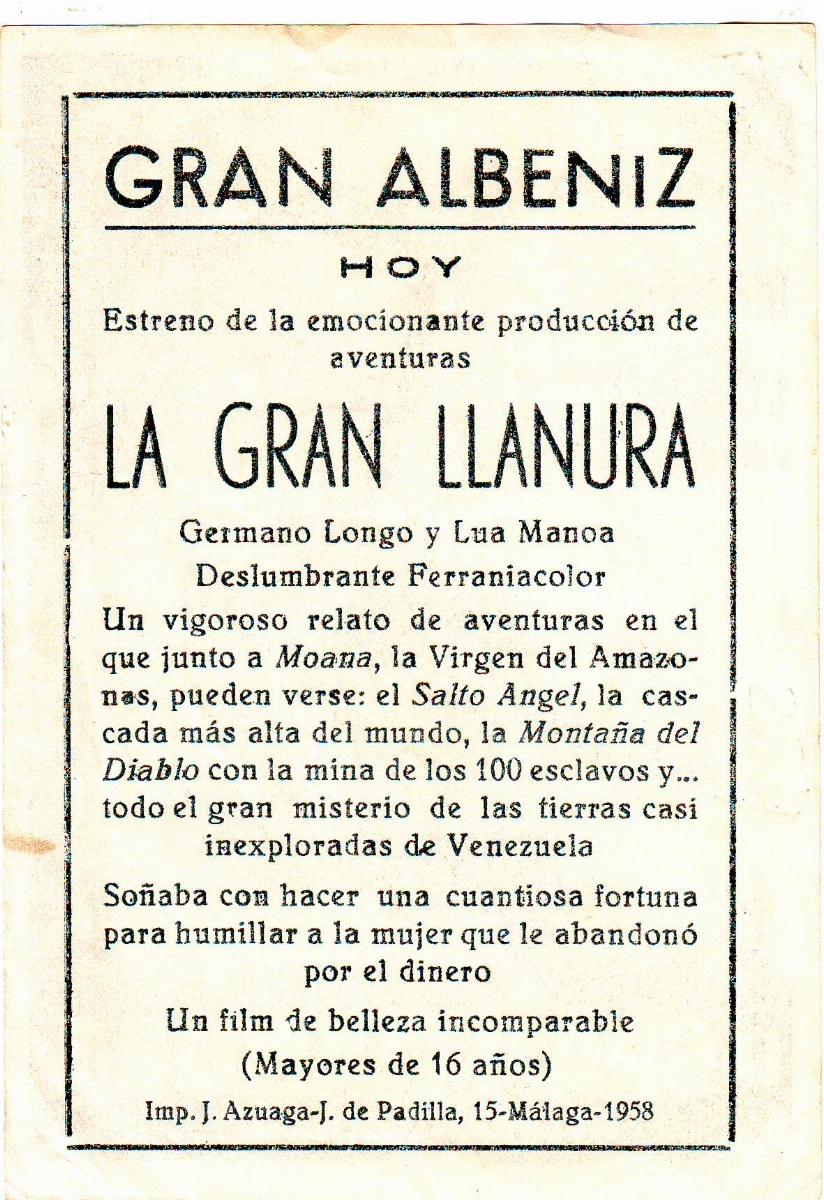 GRAN ALBENIZ
HOY
Estreno de la emocionante producción de
aventuras
LA GRAN LLANURA
Germano Longo y Lua Manoa
Deslumbrante Ferraniacolor
Un vigoroso relato de aventuras en el
que junto a Moana, la Virgen del Amazo-
nas, pueden verse: el Salto Angel, la cas-
cada más alta del mundo, la Montaña del
Diablo con la mina de los 100 esclavos y...
todo el gran misterio de las tierras casi
inexploradas de Venezuela
Soñaba con hacer una cuantiosa fortuna
para humillar a la mujer que le abandonó
por el dinero
Un film de belleza incomparable
(Mayores de 16 años)
Imp. J. Azuaga-J. de Padilla, 15-Málaga-1958